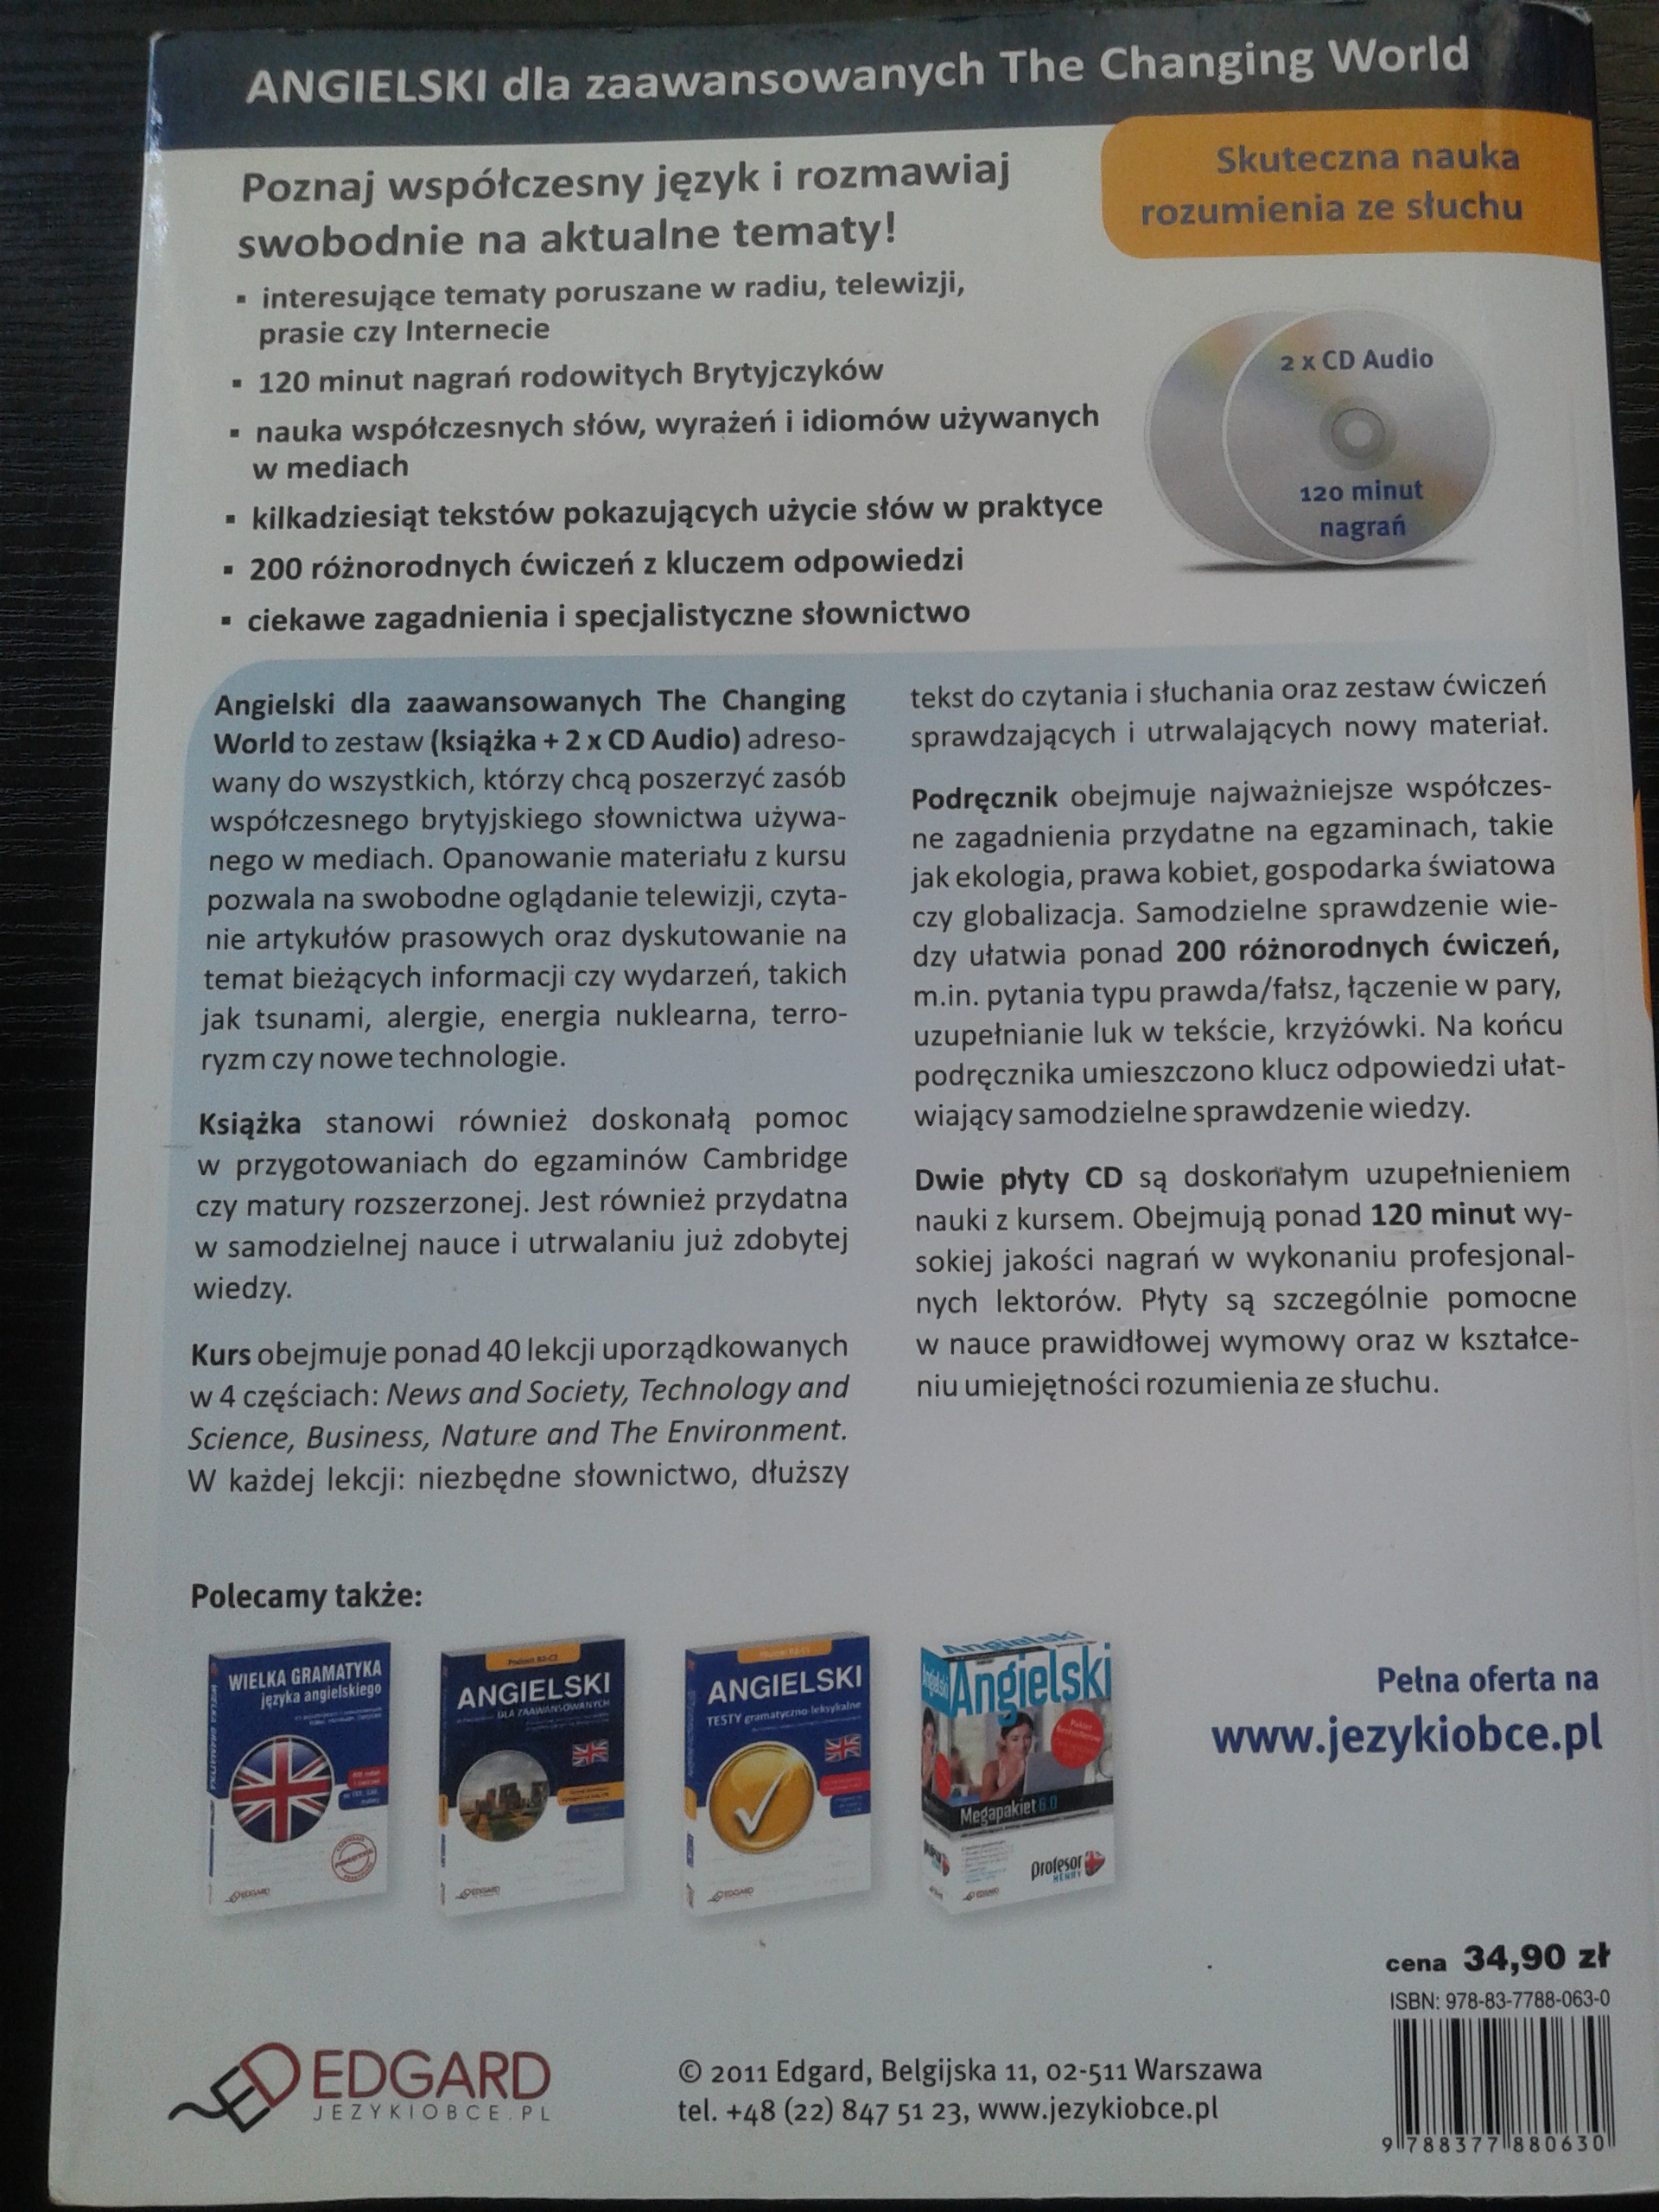 ANGIELSKI dla zaawansowanych The Changing World
Skuteczna nauka
rozumienia ze słuchu
Poznaj współczesny język i rozmawiaj
swobodnie na aktualne tematy!
▪ interesujące tematy poruszane w radiu, telewizji,
prasie czy Internecie
▪ 120 minut nagrań rodowitych Brytyjczyków
▪ nauka współczesnych słów, wyrażeń i idiomów używanych
w mediach
▪ kilkadziesiąt tekstów pokazujących użycie słów w praktyce
▪ 200 różnorodnych ćwiczeń z kluczem odpowiedzi
▪ ciekawe zagadnienia i specjalistyczne słownictwo
2 x CD Audio
120 minut
nagrań
Angielski dla zaawansowanych The Changing
World to zestaw (książka + 2 x CD Audio) adreso-
wany do wszystkich, którzy chcą poszerzyć zasób
współczesnego brytyjskiego słownictwa używa-
nego w mediach. Opanowanie materiału z kursu
pozwala na swobodne oglądanie telewizji, czyta-
nie artykułów prasowych oraz dyskutowanie na
temat bieżących informacji czy wydarzeń, takich
jak tsunami, alergie, energia nuklearna, terro-
ryzm czy nowe technologie.
Książka stanowi również doskonałą pomoc
w przygotowaniach do egzaminów Cambridge
czy matury rozszerzonej. Jest również przydatna
w samodzielnej nauce i utrwalaniu już zdobytej
wiedzy.
Kurs obejmuje ponad 40 lekcji uporządkowanych
w 4 częściach: News and Society, Technology and
Science, Business, Nature and The Environment.
W każdej lekcji: niezbędne słownictwo, dłuższy
tekst do czytania i słuchania oraz zestaw ćwiczeń
sprawdzających i utrwalających nowy materiał.
Podręcznik obejmuje najważniejsze współczes-
ne zagadnienia przydatne na egzaminach, takie
jak ekologia, prawa kobiet, gospodarka światowa
czy globalizacja. Samodzielne sprawdzenie wie-
dzy ułatwia ponad 200 różnorodnych ćwiczeń,
m.in. pytania typu prawda/fałsz, łączenie w pary,
uzupełnianie luk w tekście, krzyżówki. Na końcu
podręcznika umieszczono klucz odpowiedzi ułat-
wiający samodzielne sprawdzenie wiedzy.
Dwie płyty CD są doskonałym uzupełnieniem
nauki z kursem. Obejmują ponad 120 minut wy-
sokiej jakości nagrań w wykonaniu profesjonal-
nych lektorów. Płyty są szczególnie pomocne
w nauce prawidłowej wymowy oraz w kształce-
niu umiejętności rozumienia ze słuchu.
Polecamy także:
WIELKA GRAMATYKA
języka angielskiego
EDGARD
Poziom B2-C1
ANGIELSKI
DLA ZAAWANSOWANYCH
EDGARD
ANGIELSKI
TESTY gramatyczno-leksykalne
EDGARD
Angielski
Angielski
Megapakiet 6.0
profesor
HENRY
EDGARD
Pełna oferta na
www.jezykiobce.pl
cena 34,90 zł
ISBN: 978-83-7788-063-0
9 788377 880630
EDGARD
JEZYKIOBCE.PL
© 2011 Edgard, Belgijska 11, 02-511 Warszawa
tel. +48 (22) 847 51 23, www.jezykiobce.pl